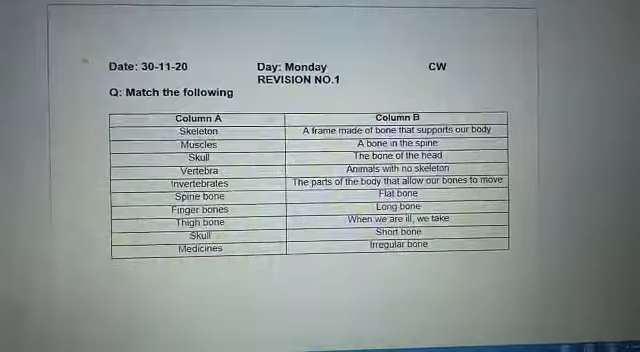 Date: 30-11-20 Day: Monday CW
REVISION NO.1
Q: Match the following
Column A Column B
Skeleton A frame made of bone that supports our body
Muscles A bone in the spine
Skull The bone of the head
Vertebra Animals with no skeleton
Invertebrates The parts of the body that allow our bones to move
Spine bone Flat bone
Finger bones Long bone
Thigh bone When we are ill, we take
Skull Short bone
Medicines Irregular bone